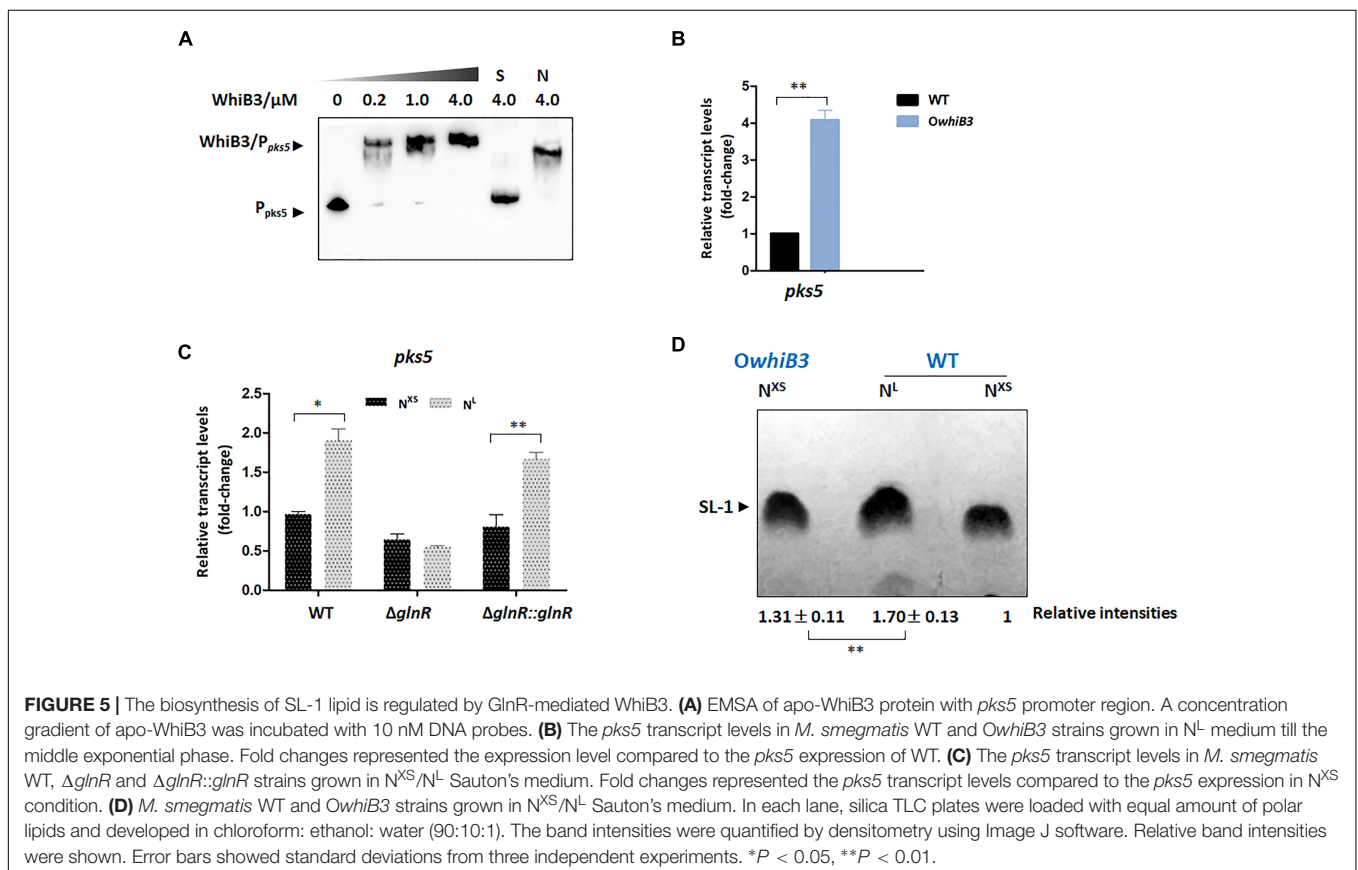 A
S N
WhiB3/μM 0 0.2 1.0 4.0 4.0 4.0
WhiB3/Ppks5 ►
Ppks5 ►
B
Relative transcript levels
(fold-change)
5
4
3
2
1
0
**
WT
OwhiB3
pks5
C
pks5
Relative transcript levels
(fold-change)
2.5
2.0
1.5
1.0
0.5
0.0
* NXS NL **
WT ΔglnR ΔglnR::glnR
D
OwhiB3 WT
NXS NL NXS
SL-1 ►
1.31 ± 0.11 1.70 ± 0.13 1 Relative intensities
**
FIGURE 5 | The biosynthesis of SL-1 lipid is regulated by GlnR-mediated WhiB3. (A) EMSA of apo-WhiB3 protein with pks5 promoter region. A concentration
gradient of apo-WhiB3 was incubated with 10 nM DNA probes. (B) The pks5 transcript levels in M. smegmatis WT and OwhiB3 strains grown in NL medium till the
middle exponential phase. Fold changes represented the expression level compared to the pks5 expression of WT. (C) The pks5 transcript levels in M. smegmatis
WT, ΔglnR and ΔglnR::glnR strains grown in NXS/NL Sauton's medium. Fold changes represented the pks5 transcript levels compared to the pks5 expression in NXS
condition. (D) M. smegmatis WT and OwhiB3 strains grown in NXS/NL Sauton's medium. In each lane, silica TLC plates were loaded with equal amount of polar
lipids and developed in chloroform: ethanol: water (90:10:1). The band intensities were quantified by densitometry using Image J software. Relative band intensities
were shown. Error bars showed standard deviations from three independent experiments. *P < 0.05, **P < 0.01.